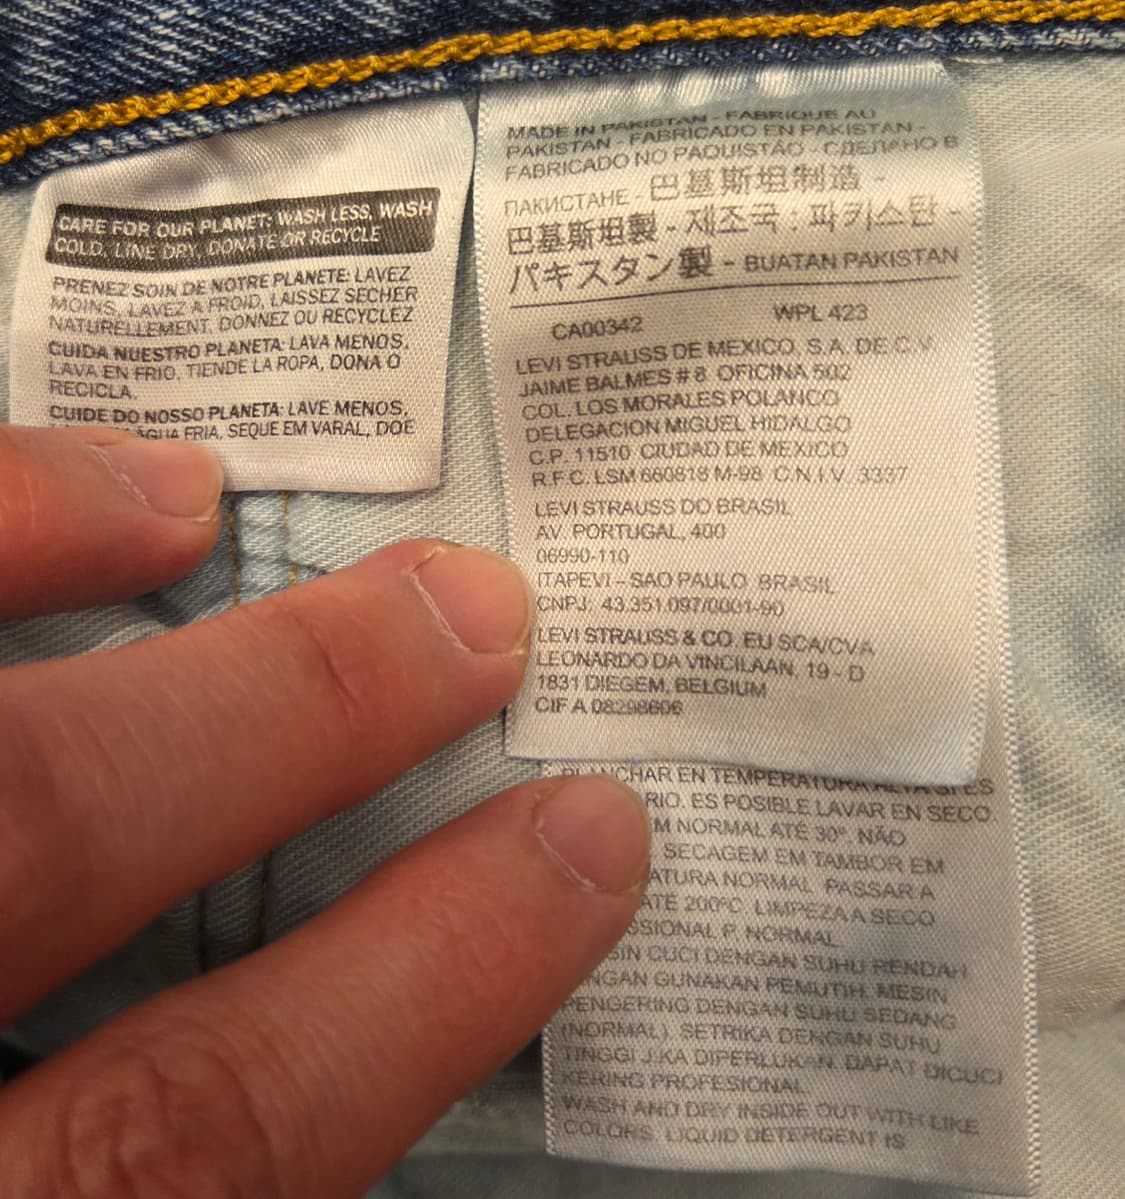 CARE FOR OUR PLANET: WASH LESS, WASH
COLD, LINE DRY, DONATE OR RECYCLE
PRENEZ SOIN DE NOTRE PLANETE: LAVEZ
MOINS, LAVEZ A FROID, LAISSEZ SECHER
NATURELLEMENT, DONNEZ OU RECYCLEZ
CUIDA NUESTRO PLANETA: LAVA MENOS,
LAVA EN FRIO, TIENDE LA ROPA, DONA O
RECICLA.
CUIDE DO NOSSO PLANETA: LAVE MENOS,
ÁGUA FRIA, SEQUE EM VARAL, DOE
MADE IN PAKISTAN - FABRIQUE AU
PAKISTAN - FABRICADO EN PAKISTAN -
FABRICADO NO PAQUISTÃO - СДЕЛАНО В
ПАКИСТАНЕ - 巴基斯坦制造 -
巴基斯坦製 - 제조국 : 파키스탄 -
パキスタン製 - BUATAN PAKISTAN
CA00342 WPL 423
LEVI STRAUSS DE MEXICO, S.A. DE C.V.
JAIME BALMES # 8 OFICINA 502
COL. LOS MORALES POLANCO
DELEGACION MIGUEL HIDALGO
C.P. 11510 CIUDAD DE MEXICO
R.F.C. LSM 660818 M-98 C.N.I.V. 3337
LEVI STRAUSS DO BRASIL
AV. PORTUGAL, 400
06990-110
ITAPEVI – SAO PAULO BRASIL
CNPJ: 43.351.097/0001-90
LEVI STRAUSS & CO EU SCA/CVA
LEONARDO DA VINCILAAN, 19 - D
1831 DIEGEM, BELGIUM
CIF A 08298606
PLANCHAR EN TEMPERATURA ALTA SI ES
RIO. ES POSIBLE LAVAR EN SECO.
M NORMAL ATÉ 30º. NÃO
SECAGEM EM TAMBOR EM
ATURA NORMAL. PASSAR A
ATÉ 200ºC. LIMPEZA A SECO
SSIONAL P NORMAL
SIN CUCI DENGAN SUHU RENDAH
NGAN GUNAKAN PEMUTIH. MESIN
PENGERING DENGAN SUHU SEDANG
(NORMAL). SETRIKA DENGAN SUHU
TINGGI JIKA DIPERLUKAN. DAPAT DICUCI
KERING PROFESIONAL
WASH AND DRY INSIDE OUT WITH LIKE
COLORS. LIQUID DETERGENT IS